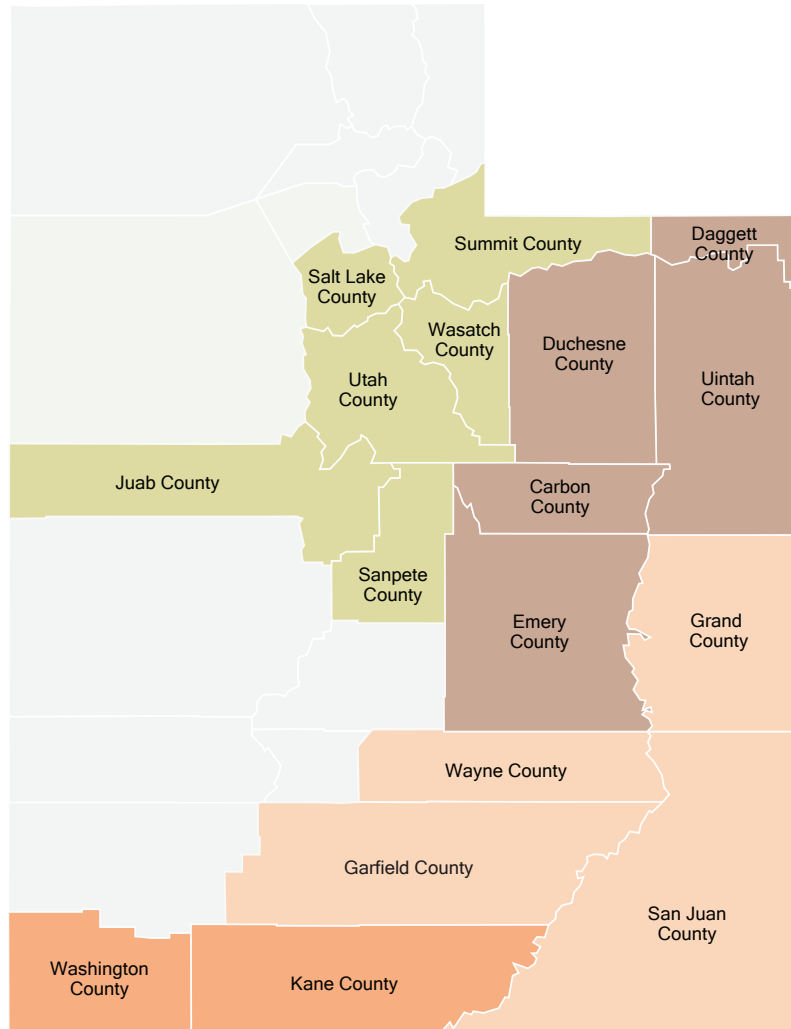 Summit County
Daggett
County
Salt Lake
County
Wasatch
County
Duchesne
County
Uintah
County
Utah
County
Juab County
Carbon
County
Sanpete
County
Emery
County
Grand
County
Wayne County
Garfield County
San Juan
County
Washington
County
Kane County